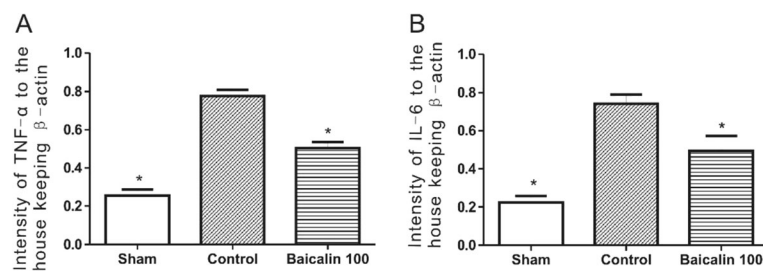 A
Intensity of TNF-α to the
house keeping β-actin
1.0
0.8
0.6
0.4
0.2
0.0
*
*
Sham
Control
Baicalin 100
B
Intensity of IL-6 to the
house keeping β-actin
1.0
0.8
0.6
0.4
0.2
0.0
*
*
Sham
Control
Baicalin 100